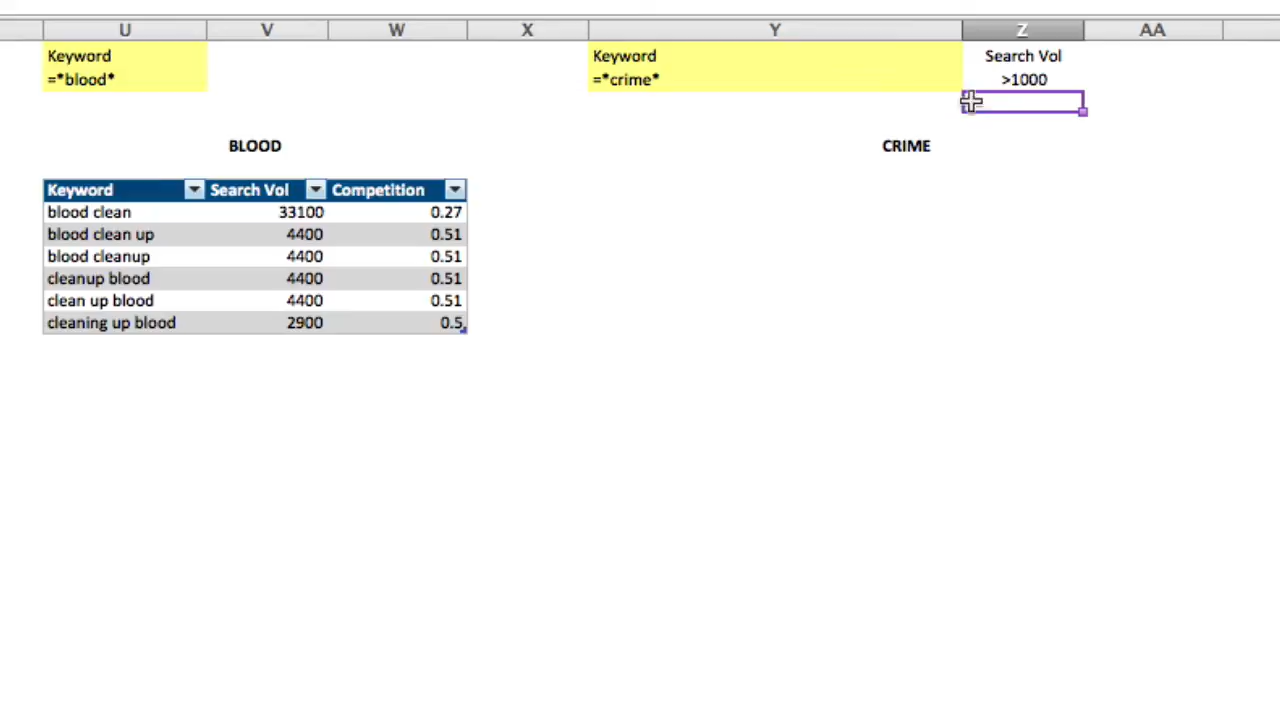 U V W X Y Z AA
Keyword Keyword Search Vol
=*blood* =*crime* >1000
BLOOD CRIME
Keyword Search Vol Competition
blood clean 33100 0.27
blood clean up 4400 0.51
blood cleanup 4400 0.51
cleanup blood 4400 0.51
clean up blood 4400 0.51
cleaning up blood 2900 0.5